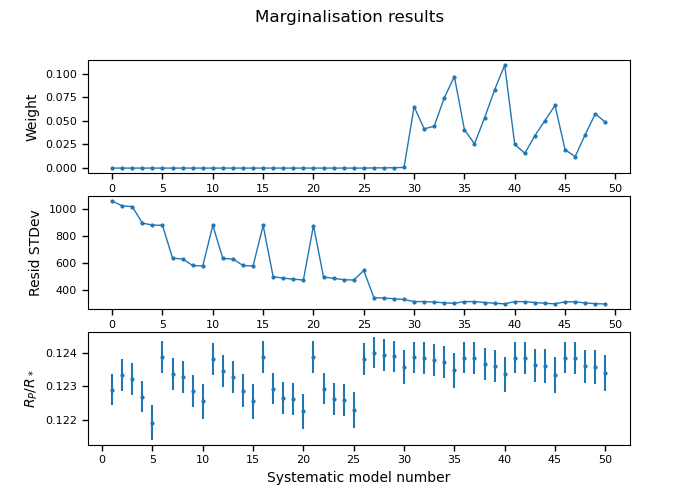 Marginalisation results
0.100
0.075
0.050
0.025
0.000
Weight
0 5 10 15 20 25 30 35 40 45 50
1000
800
600
400
Resid STDev
0 5 10 15 20 25 30 35 40 45 50
0.124
0.123
0.122
R_P/R_*
0 5 10 15 20 25 30 35 40 45 50
Systematic model number